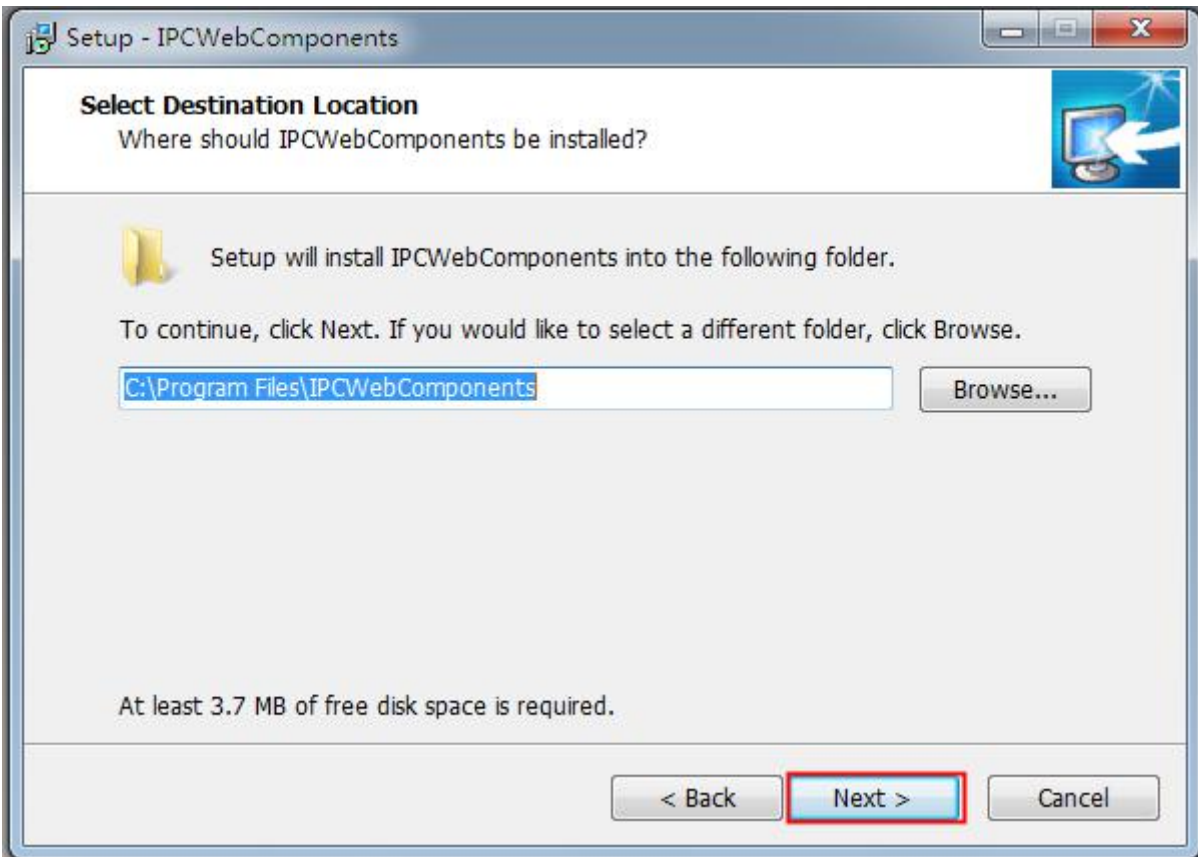 Setup - IPCWebComponents
Select Destination Location
Where should IPCWebComponents be installed?
Setup will install IPCWebComponents into the following folder.
To continue, click Next. If you would like to select a different folder, click Browse.
C:\Program Files\IPCWebComponents
Browse...
At least 3.7 MB of free disk space is required.
< Back
Next >
Cancel